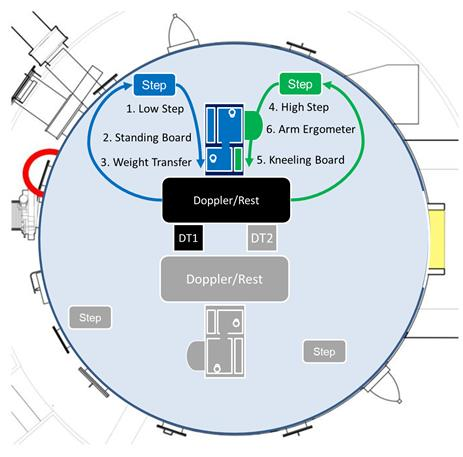 Step
Step
1. Low Step
4. High Step
2. Standing Board
6. Arm Ergometer
3. Weight Transfer
5. Kneeling Board
Doppler/Rest
DT1
DT2
Doppler/Rest
Step
Step